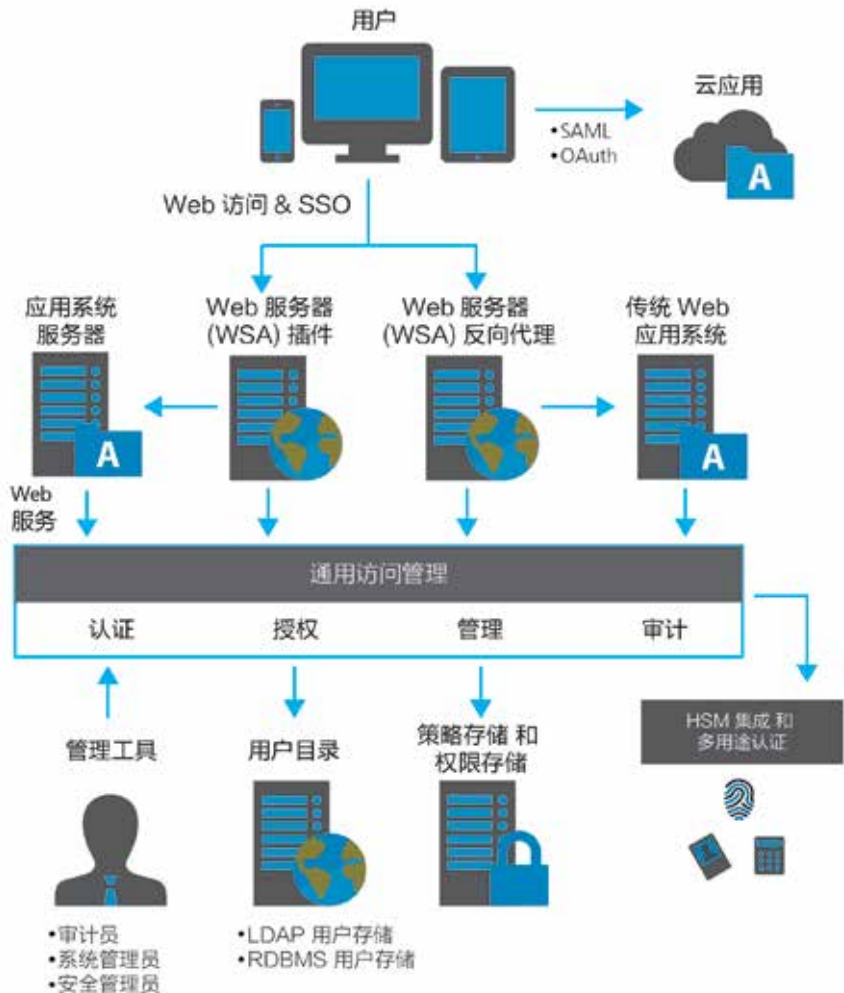 用户
云应用
•SAML
•OAuth
A
Web 访问 & SSO
应用系统
服务器
Web 服务器
(WSA) 插件
Web 服务器
(WSA) 反向代理
传统 Web
应用系统
A
A
Web
服务
通用访问管理
认证
授权
管理
审计
管理工具
用户目录
策略存储 和
权限存储
HSM 集成 和
多用途认证
•审计员
•系统管理员
•安全管理员
•LDAP 用户存储
•RDBMS 用户存储